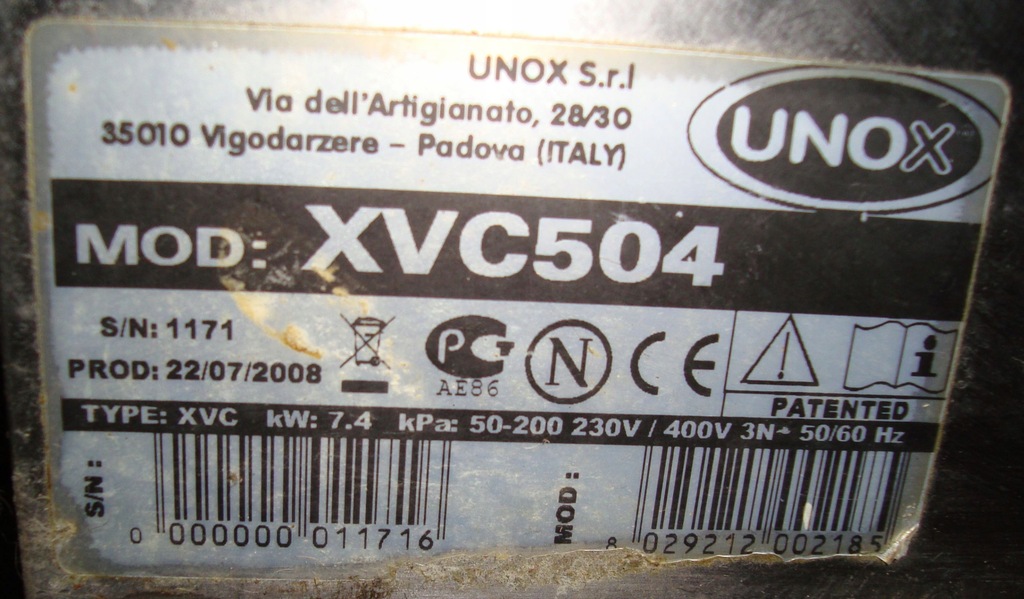 UNOX S.r.l
Via dell'Artigianato, 28/30
35010 Vigodarzere – Padova (ITALY)
UNOX
MOD: XVC504
S/N: 1171
PROD: 22/07/2008
PG
AE86
N
CE
i
PATENTED
TYPE: XVC kW: 7.4 kPa: 50-200 230V / 400V 3N~ 50/60 Hz
S/N:
0 000000 011716
MOD:
8 029212 002185